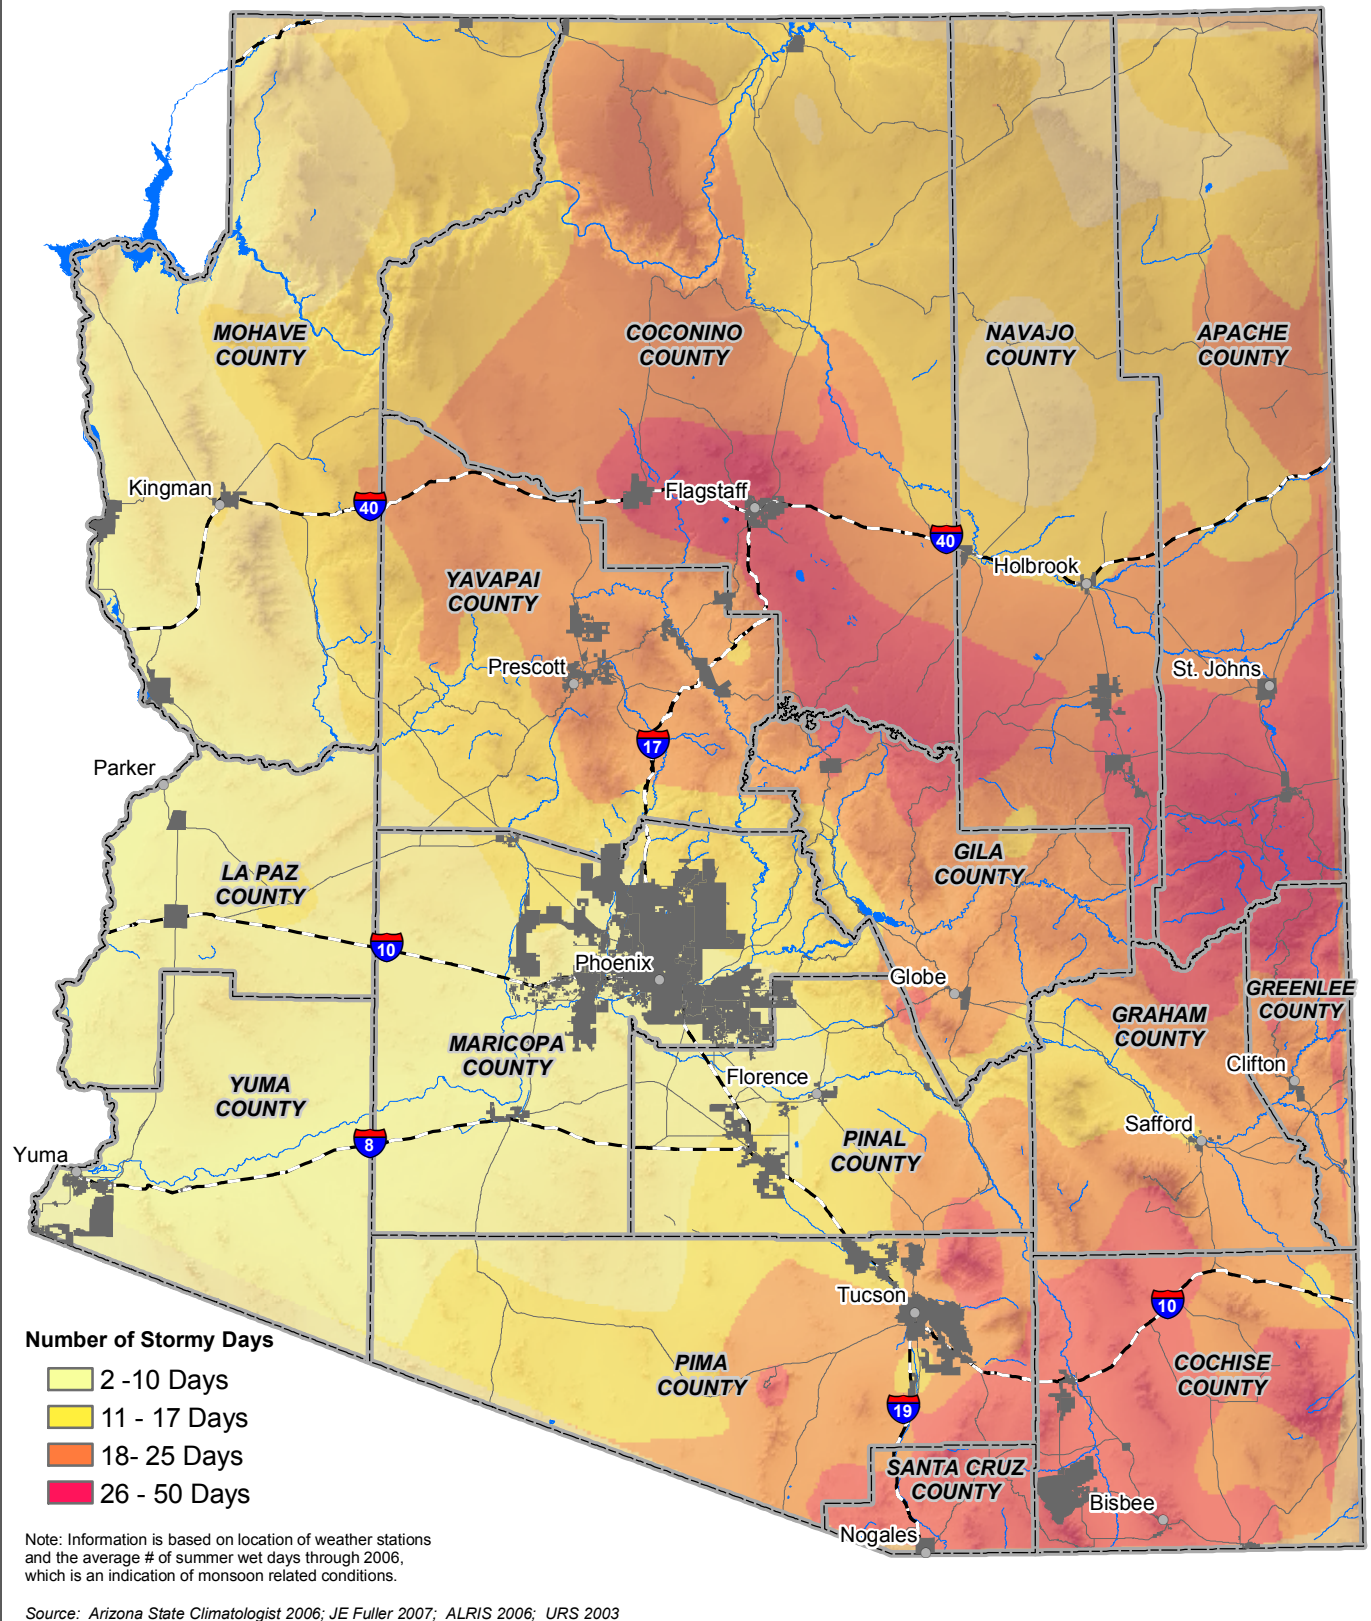 MOHAVE
COUNTY
COCONINO
COUNTY
NAVAJO
COUNTY
APACHE
COUNTY
Kingman
40
Flagstaff
40
Holbrook
YAVAPAI
COUNTY
Prescott
St. Johns
17
Parker
LA PAZ
COUNTY
GILA
COUNTY
10
Phoenix
Globe
GREENLEE
COUNTY
GRAHAM
COUNTY
MARICOPA
COUNTY
Clifton
YUMA
COUNTY
Florence
Safford
8
PINAL
COUNTY
Yuma
Tucson
10
Number of Stormy Days
2 -10 Days
11 - 17 Days
18- 25 Days
26 - 50 Days
PIMA
COUNTY
COCHISE
COUNTY
19
SANTA CRUZ
COUNTY
Bisbee
Nogales
Note: Information is based on location of weather stations
and the average # of summer wet days through 2006,
which is an indication of monsoon related conditions.
Source: Arizona State Climatologist 2006; JE Fuller 2007; ALRIS 2006; URS 2003